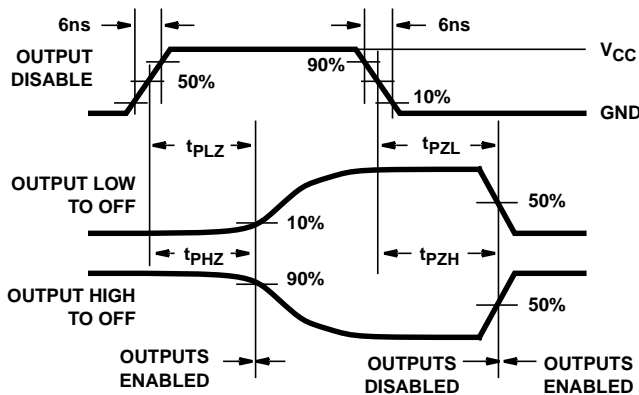 6ns
6ns
OUTPUT
DISABLE
50%
90%
10%
VCC
GND
tPLZ
tPZL
OUTPUT LOW
TO OFF
10%
50%
tPHZ
tPZH
OUTPUT HIGH
TO OFF
90%
50%
OUTPUTS
ENABLED
OUTPUTS
DISABLED
OUTPUTS
ENABLED